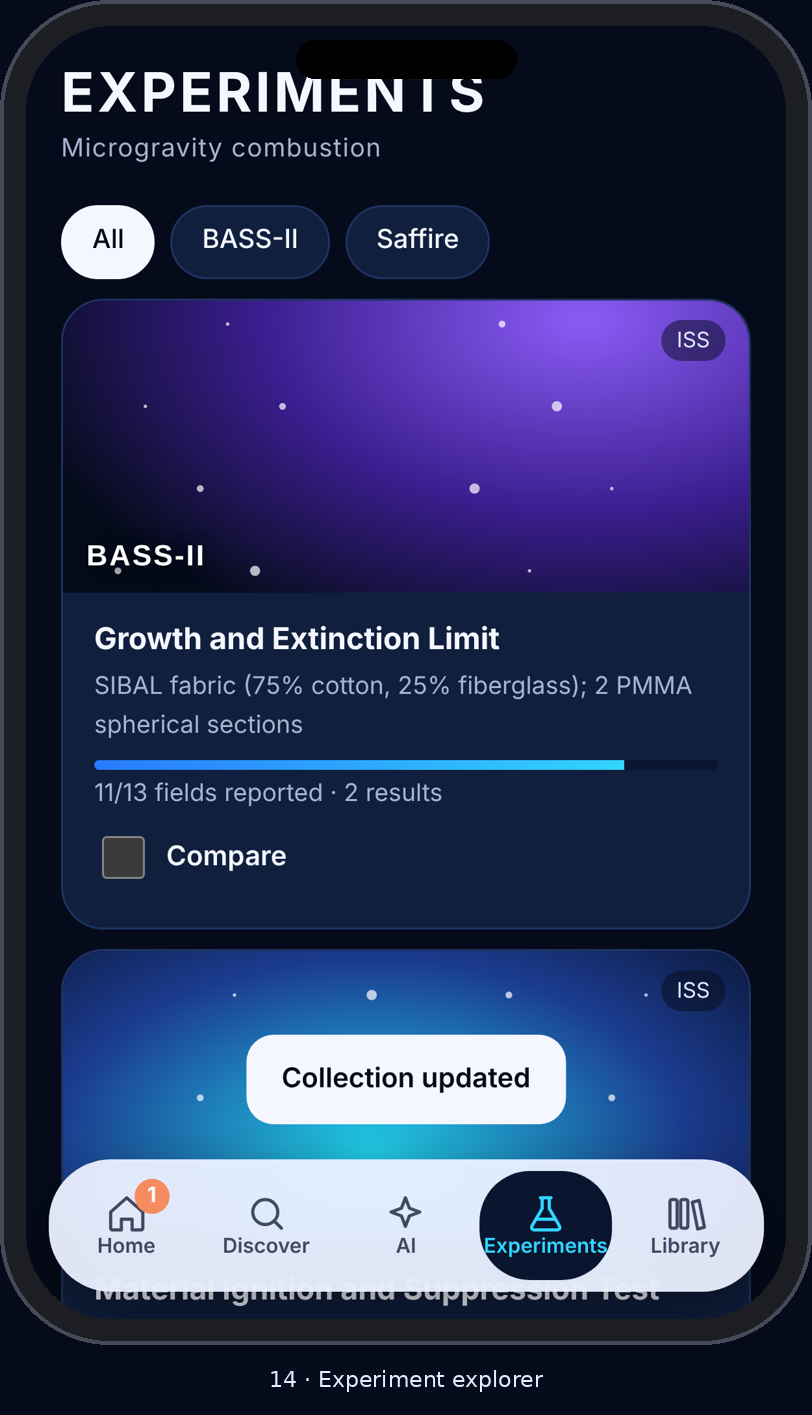 EXPERIMENTS
Microgravity combustion
All
BASS-II
Saffire
ISS
BASS-II
Growth and Extinction Limit
SIBAL fabric (75% cotton, 25% fiberglass); 2 PMMA
spherical sections
11/13 fields reported · 2 results
Compare
ISS
Collection updated
1
Home
Discover
AI
Experiments
Library
Material Ignition and Suppression Test
14 · Experiment explorer